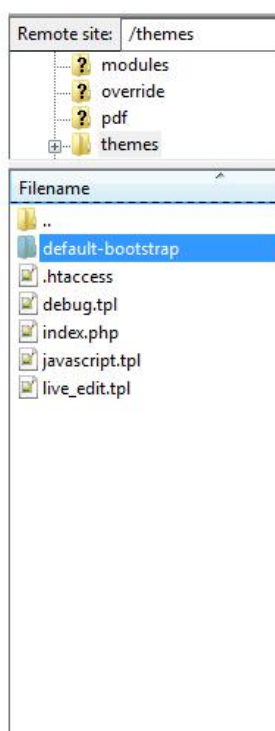 Remote site: /themes
modules
override
pdf
themes
Filename
..
default-bootstrap
.htaccess
debug.tpl
index.php
javascript.tpl
live_edit.tpl